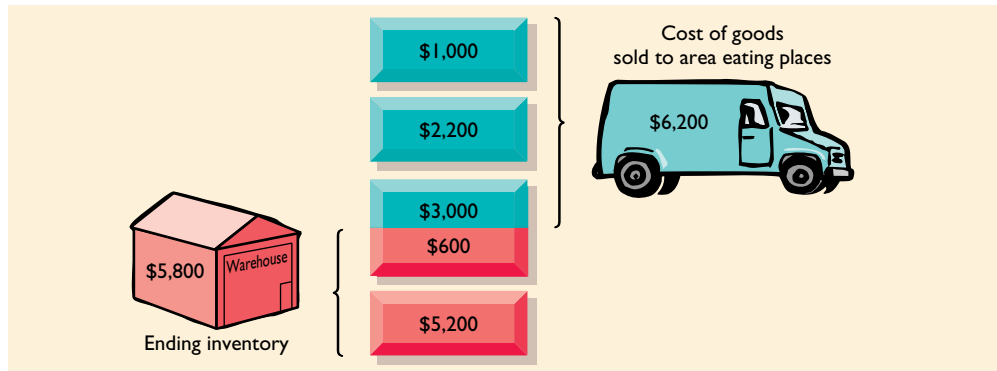 $1,000
Cost of goods
sold to area eating places
$2,200
$6,200
$3,000
$600
$5,800
Warehouse
$5,200
Ending inventory